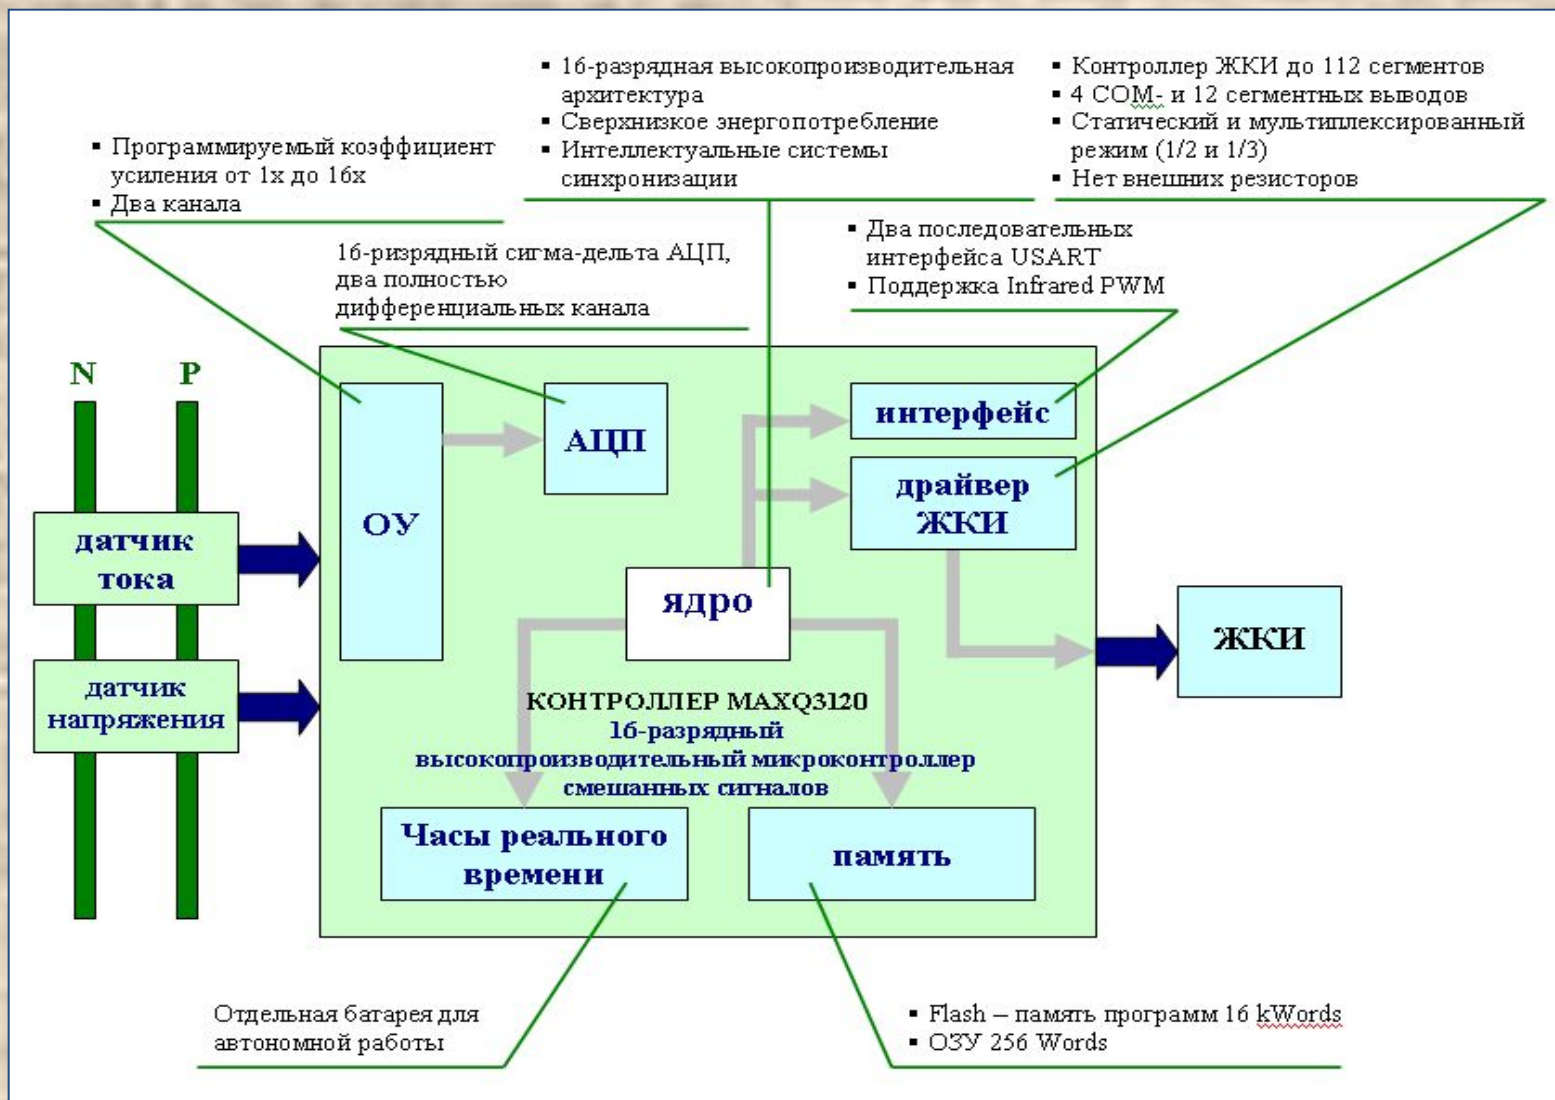 ▪ 16-разрядная высокопроизводительная
архитектура
▪ Сверхнизкое энергопотребление
▪ Интеллектуальные системы
синхронизации
▪ Контроллер ЖКИ до 112 сегментов
▪ 4 COM- и 12 сегментных выводов
▪ Статический и мультиплексированный
режим (1/2 и 1/3)
▪ Нет внешних резисторов
▪ Программируемый коэффициент
усиления от 1х до 16х
▪ Два канала
16-ризрядный сигма-дельта АЦП,
два полностью
дифференциальных канала
▪ Два последовательных
интерфейса USART
▪ Поддержка Infrared PWM
N P
ОУ
АЦП
интерфейс
драйвер
ЖКИ
датчик
тока
ядро
ЖКИ
датчик
напряжения
КОНТРОЛЛЕР MAXQ3120
16-разрядный
высокопроизводительный микроконтроллер
смешанных сигналов
Часы реального
времени
память
Отдельная батарея для
автономной работы
▪ Flash – память программ 16 kWords
▪ ОЗУ 256 Words